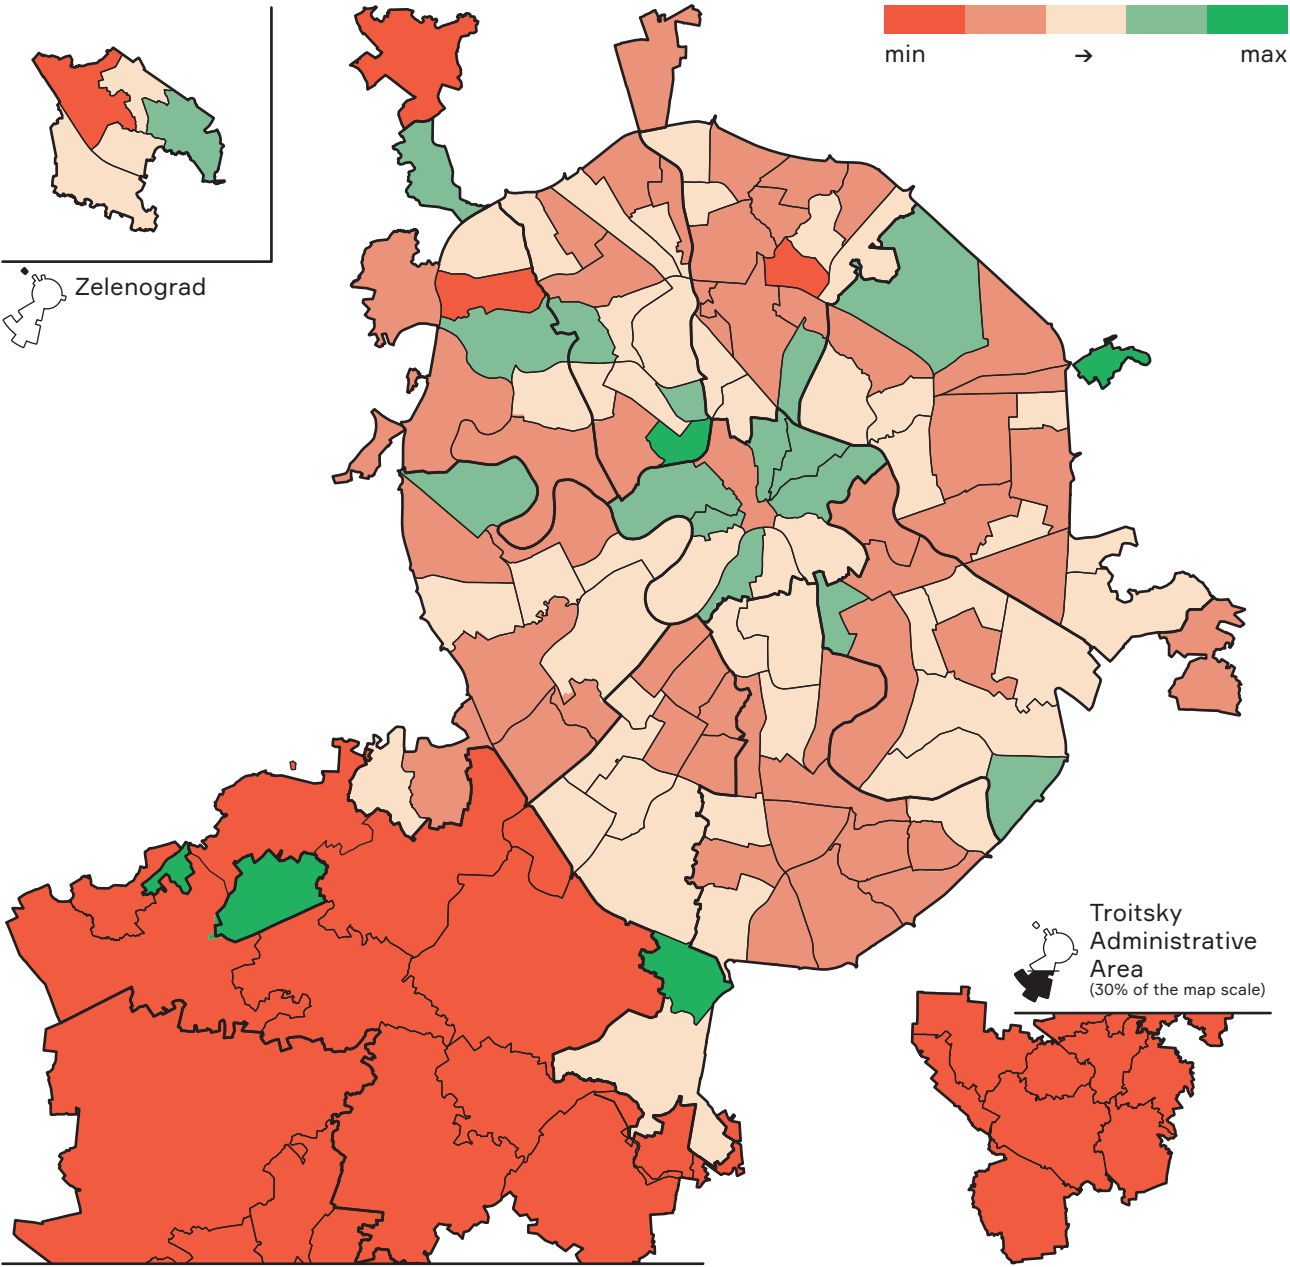 min → max
Zelenograd
Troitsky
Administrative
Area
(30% of the map scale)